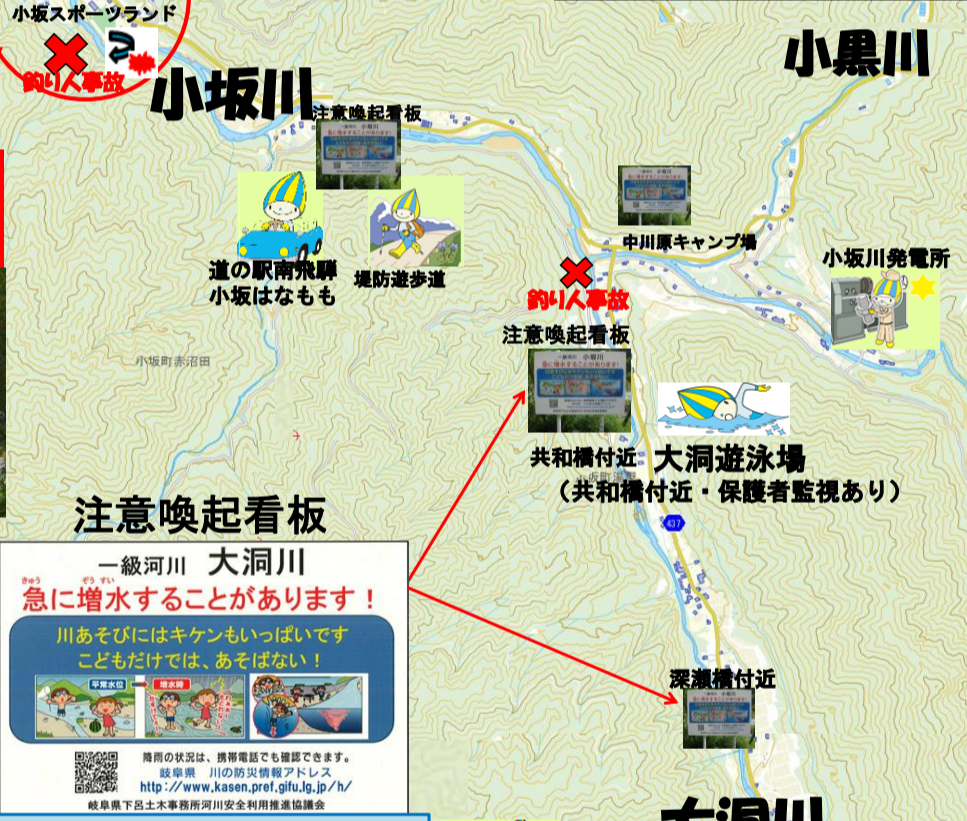 小坂スポーツランド
釣り人事故
小坂川
小黒川
注意喚起看板
中川原キャンプ場
道の駅南飛騨
小坂はなもも
堤防遊歩道
小坂川発電所
釣り人事故
注意喚起看板
小坂町赤沼田
共和橋付近
大洞遊泳場
（共和橋付近・保護者監視あり）
437
注意喚起看板
一級河川 大洞川
きゅう ぞう すい
急に増水することがあります！
川あそびにはキケンもいっぱいです
こどもだけでは、あそばない！
平常水位
増水時
降雨の状況は、携帯電話でも確認できます。
岐阜県 川の防災情報アドレス
http://www.kasen.pref.gifu.lg.jp/h/
岐阜県下呂土木事務所河川安全利用推進協議会
深瀬橋付近
大洞川